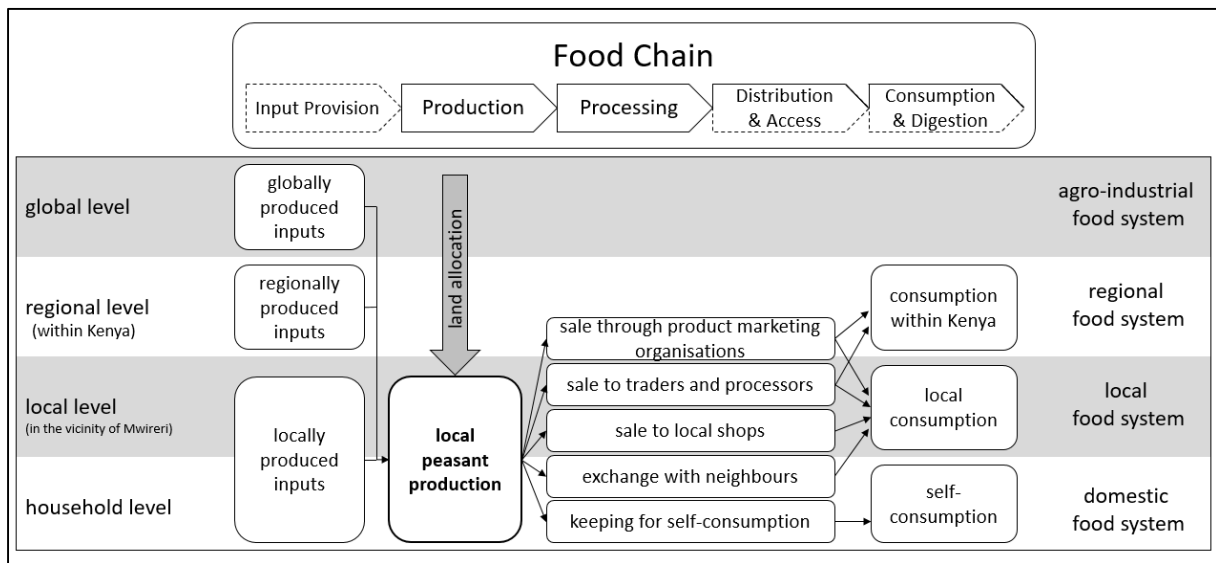 Food Chain
Input Provision
Production
Processing
Distribution
& Access
Consumption
& Digestion
global level
globally
produced
inputs
land allocation
agro-industrial
food system
regional level
(within Kenya)
regionally
produced
inputs
consumption
within Kenya
regional
food system
sale through product marketing
organisations
local level
(in the vicinity of Mwireri)
locally
produced
inputs
local
peasant
production
sale to traders and processors
sale to local shops
exchange with neighbours
keeping for self-consumption
local
consumption
local
food system
household level
self-
consumption
domestic
food system